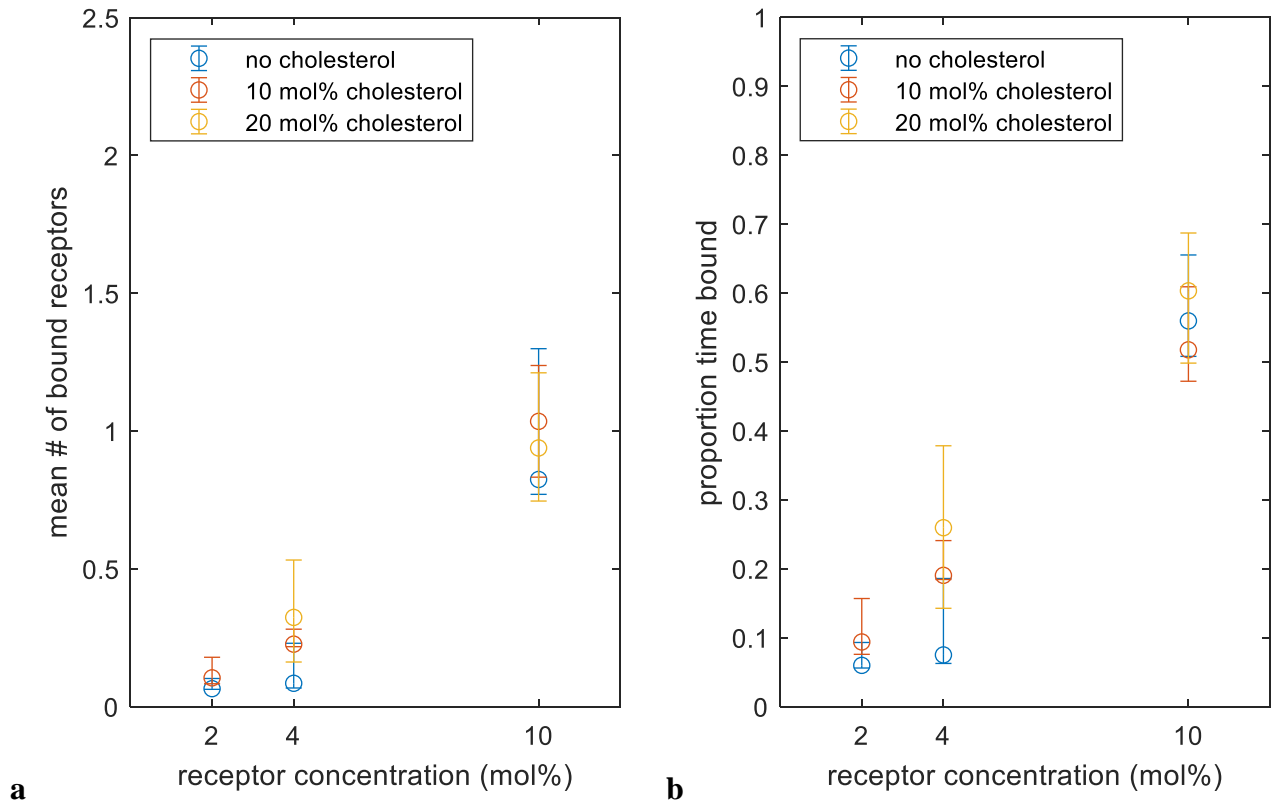 2.5
2
1.5
1
0.5
0
mean # of bound receptors
no cholesterol
10 mol% cholesterol
20 mol% cholesterol
2
4
10
receptor concentration (mol%)
a
1
0.9
0.8
0.7
0.6
0.5
0.4
0.3
0.2
0.1
0
proportion time bound
no cholesterol
10 mol% cholesterol
20 mol% cholesterol
2
4
10
receptor concentration (mol%)
b